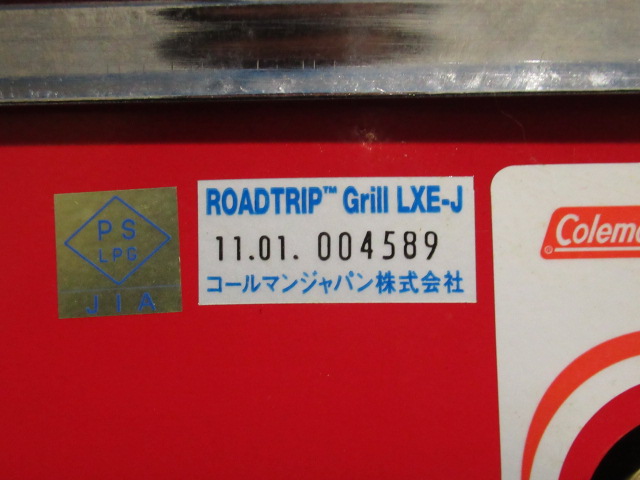 PS
LPG
JIA
ROADTRIP™ Grill LXE-J
11.01. 004589
コールマンジャパン株式会社
Colem